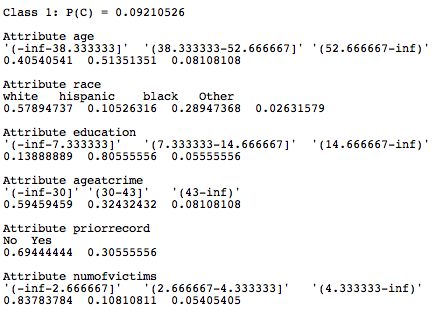 Class 1: P(C) = 0.09210526
Attribute age
'(-inf-38.333333]' '(38.333333-52.666667]' '(52.666667-inf)'
0.40540541 0.51351351 0.08108108
Attribute race
white hispanic black Other
0.57894737 0.10526316 0.28947368 0.02631579
Attribute education
'(-inf-7.333333]' '(7.333333-14.666667]' '(14.666667-inf)'
0.13888889 0.80555556 0.05555556
Attribute ageatcrime
'(-inf-30]' '(30-43]' '(43-inf)'
0.59459459 0.32432432 0.08108108
Attribute priorrecord
No Yes
0.69444444 0.30555556
Attribute numofvictims
'(-inf-2.666667]' '(2.666667-4.333333]' '(4.333333-inf)'
0.83783784 0.10810811 0.05405405